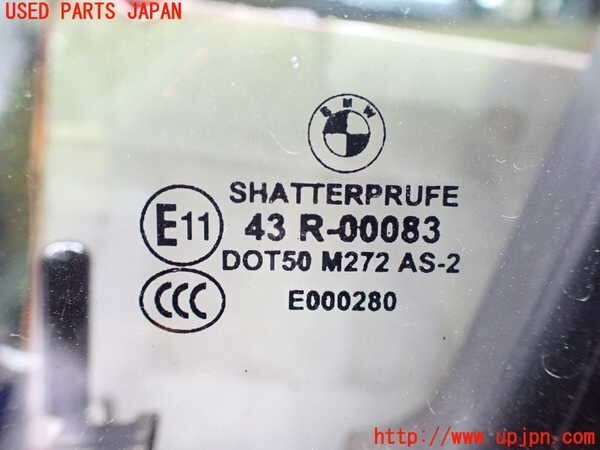 USED PARTS JAPAN
BMW
SHATTERPRUFE
E11 43 R-00083
DOT50 M272 AS-2
CCC E000280
http://www.upjpn.com/